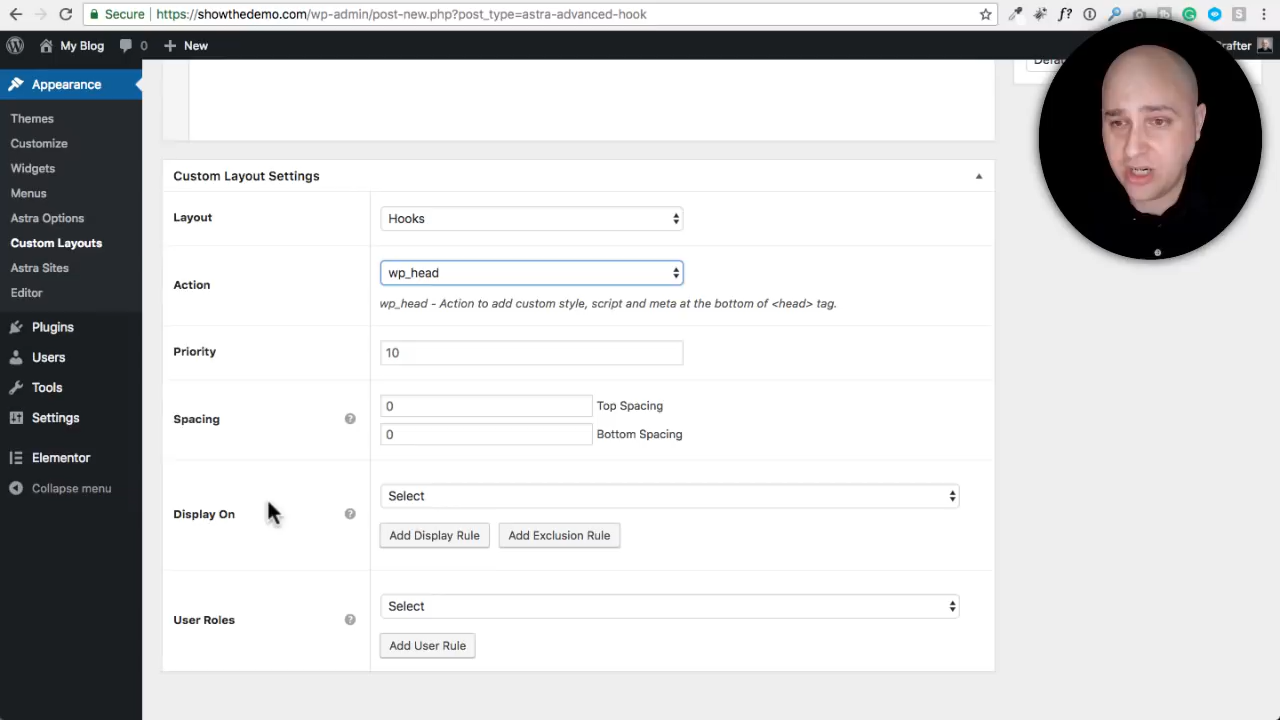 Secure https://showthedemo.com/wp-admin/post-new.php?post_type=astra-advanced-hook
My Blog 0 New
Appearance
Themes
Customize
Widgets
Menus
Astra Options
Custom Layouts
Astra Sites
Editor
Plugins
Users
Tools
Settings
Elementor
Collapse menu
Custom Layout Settings
Layout
Hooks
Action
wp_head
wp_head - Action to add custom style, script and meta at the bottom of <head> tag.
Priority
10
Spacing
0 Top Spacing
0 Bottom Spacing
Display On
Select
Add Display Rule Add Exclusion Rule
User Roles
Select
Add User Rule